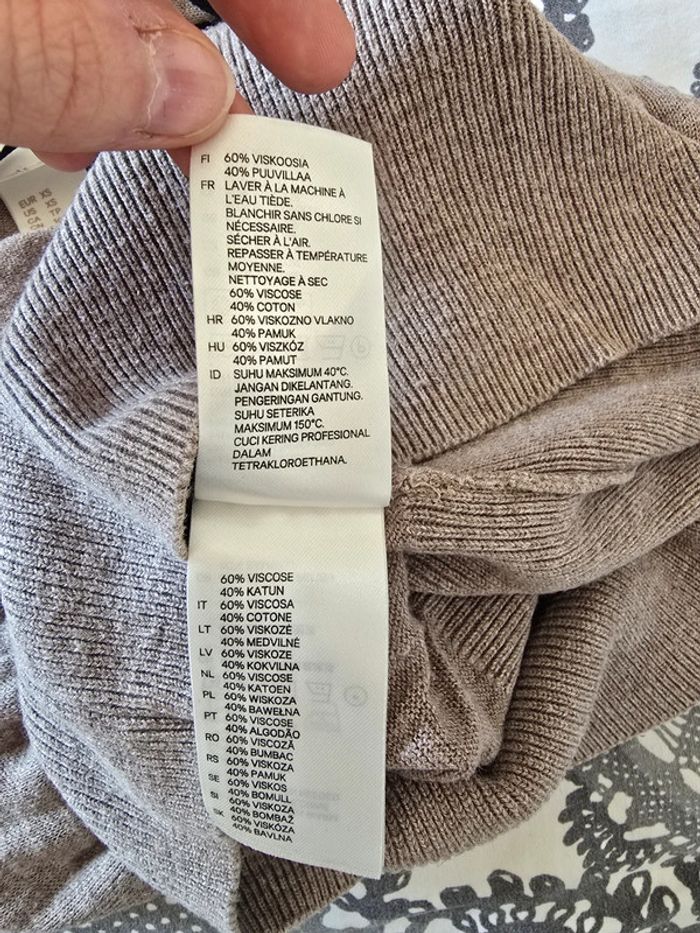 EUR XS
FI 60% VISKOOSIA
40% PUUVILLAA
FR LAVER À LA MACHINE À
L'EAU TIÈDE.
BLANCHIR SANS CHLORE SI
NÉCESSAIRE.
SÉCHER À L'AIR.
REPASSER À TEMPÉRATURE
MOYENNE.
NETTOYAGE À SEC
60% VISCOSE
40% COTON
HR 60% VISKOZNO VLAKNO
40% PAMUK
HU 60% VISZKÓZ
40% PAMUT
ID SUHU MAKSIMUM 40°C.
JANGAN DIKELANTANG.
PENGERINGAN GANTUNG.
SUHU SETERIKA
MAKSIMUM 150°C.
CUCI KERING PROFESIONAL
DALAM
TETRAKLOROETHANA.
60% VISCOSE
40% KATUN
IT 60% VISCOSA
40% COTONE
LT 60% VISKOZĖ
40% MEDVILNĖ
LV 60% VISKOZE
40% KOKVILNA
NL 60% VISCOSE
40% KATOEN
PL 60% WISKOZA
40% BAWEŁNA
PT 60% VISCOSE
40% ALGODÃO
RO 60% VISCOZĂ
40% BUMBAC
RS 60% VISKOZA
40% PAMUK
SE 60% VISKOS
40% BOMULL
SI 60% VISKOZA
40% BOMBAŽ
SK 60% VISKÓZA
40% BAVLNA